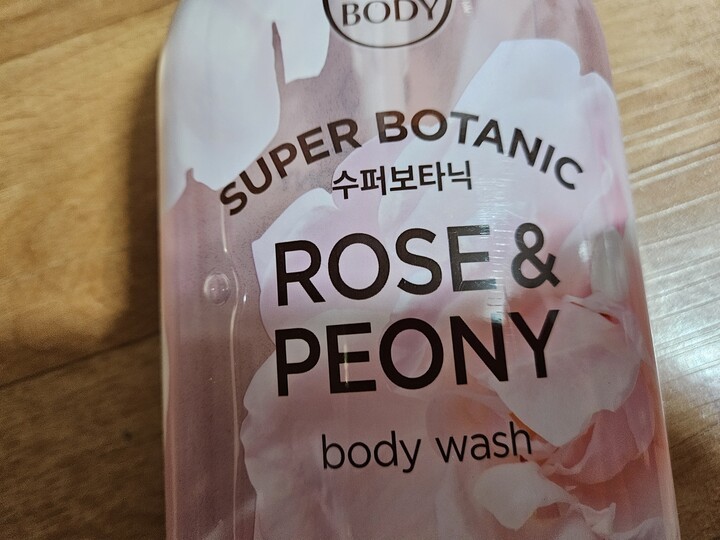 BODY
SUPER BOTANIC
수퍼보타닉
ROSE &
PEONY
body wash